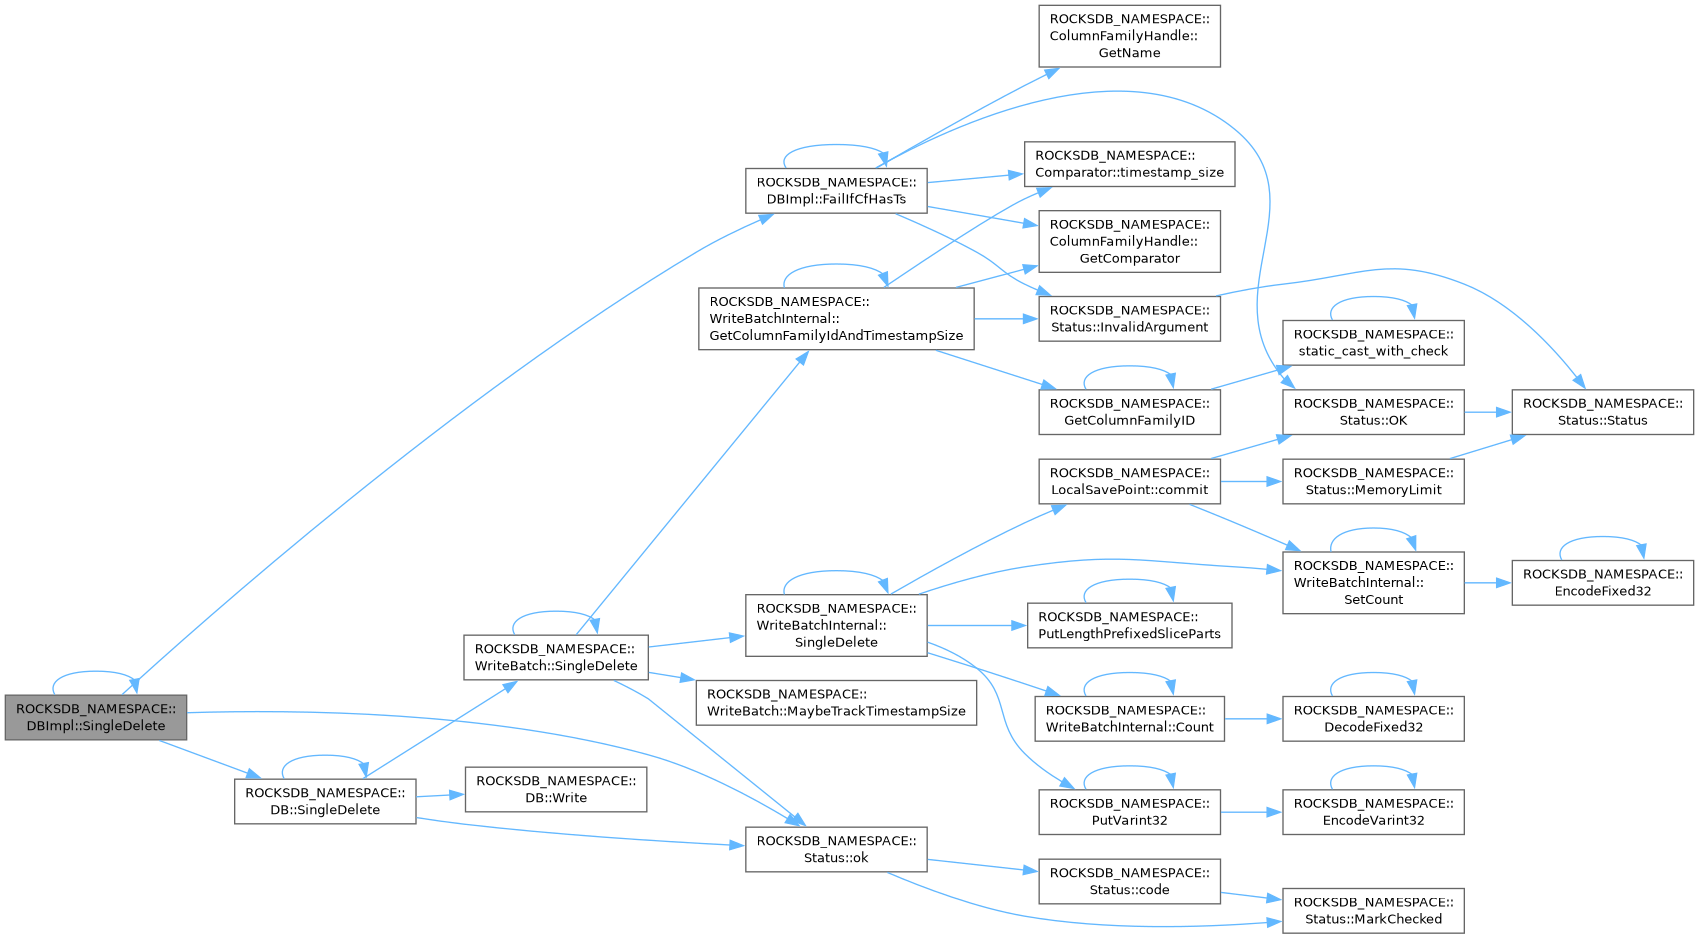 ROCKSDB_NAMESPACE::
DBImpl::SingleDelete
ROCKSDB_NAMESPACE::
DBImpl::FailIfCfHasTs
ROCKSDB_NAMESPACE::
ColumnFamilyHandle::
GetName
ROCKSDB_NAMESPACE::
Comparator::timestamp_size
ROCKSDB_NAMESPACE::
ColumnFamilyHandle::
GetComparator
ROCKSDB_NAMESPACE::
Status::InvalidArgument
ROCKSDB_NAMESPACE::
WriteBatchInternal::
GetColumnFamilyIdAndTimestampSize
ROCKSDB_NAMESPACE::
GetColumnFamilyID
ROCKSDB_NAMESPACE::
static_cast_with_check
ROCKSDB_NAMESPACE::
Status::OK
ROCKSDB_NAMESPACE::
Status::Status
ROCKSDB_NAMESPACE::
LocalSavePoint::commit
ROCKSDB_NAMESPACE::
Status::MemoryLimit
ROCKSDB_NAMESPACE::
WriteBatchInternal::
SetCount
ROCKSDB_NAMESPACE::
EncodeFixed32
ROCKSDB_NAMESPACE::
WriteBatchInternal::
SingleDelete
ROCKSDB_NAMESPACE::
PutLengthPrefixedSliceParts
ROCKSDB_NAMESPACE::
WriteBatch::SingleDelete
ROCKSDB_NAMESPACE::
WriteBatch::MaybeTrackTimestampSize
ROCKSDB_NAMESPACE::
WriteBatchInternal::Count
ROCKSDB_NAMESPACE::
DecodeFixed32
ROCKSDB_NAMESPACE::
DB::SingleDelete
ROCKSDB_NAMESPACE::
DB::Write
ROCKSDB_NAMESPACE::
PutVarint32
ROCKSDB_NAMESPACE::
EncodeVarint32
ROCKSDB_NAMESPACE::
Status::ok
ROCKSDB_NAMESPACE::
Status::code
ROCKSDB_NAMESPACE::
Status::MarkChecked